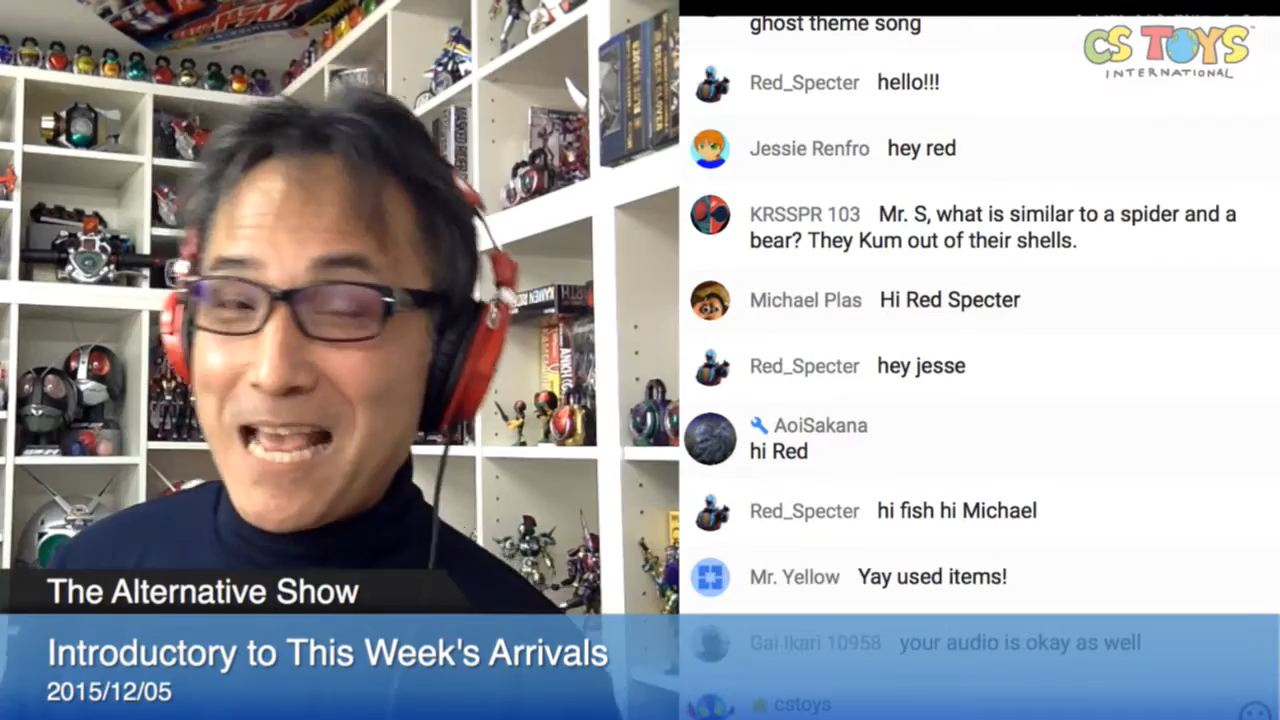 ghost theme song
CS TOYS
INTERNATIONAL
Red_Specter hello!!!
Jessie Renfro hey red
KRSSPR 103 Mr. S, what is similar to a spider and a
bear? They Kum out of their shells.
Michael Plas Hi Red Specter
Red_Specter hey jesse
AoiSakana
hi Red
Red_Specter hi fish hi Michael
Mr. Yellow Yay used items!
Gai Ikari 10958 your audio is okay as well
cstoys
The Alternative Show
Introductory to This Week's Arrivals
2015/12/05